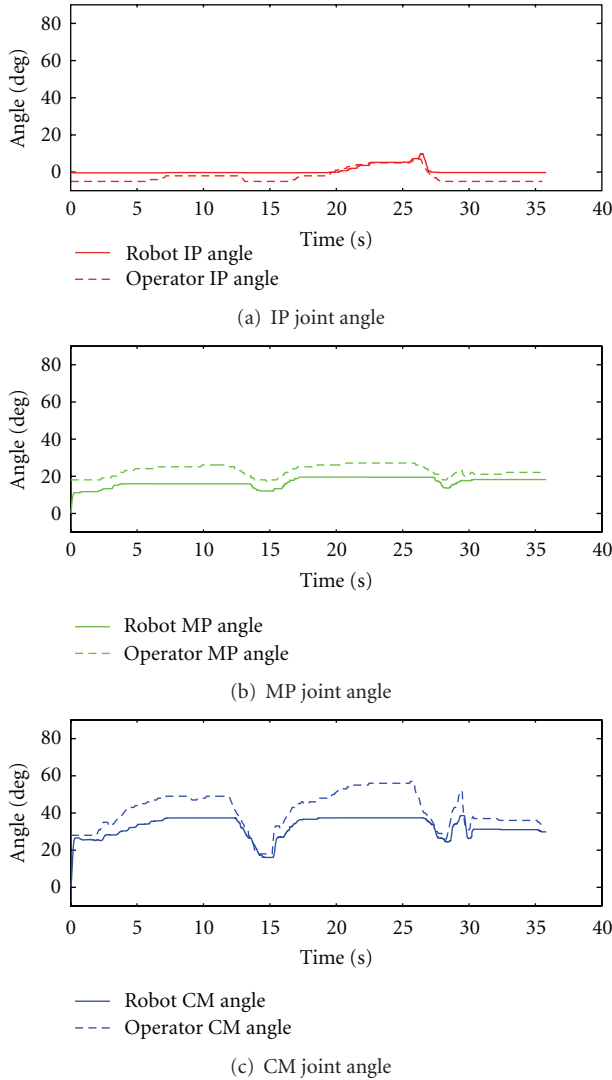 80
60
40
20
0
Angle (deg)
0 5 10 15 20 25 30 35 40
Time (s)
Robot IP angle
Operator IP angle
(a) IP joint angle
80
60
40
20
0
Angle (deg)
0 5 10 15 20 25 30 35 40
Time (s)
Robot MP angle
Operator MP angle
(b) MP joint angle
80
60
40
20
0
Angle (deg)
0 5 10 15 20 25 30 35 40
Time (s)
Robot CM angle
Operator CM angle
(c) CM joint angle